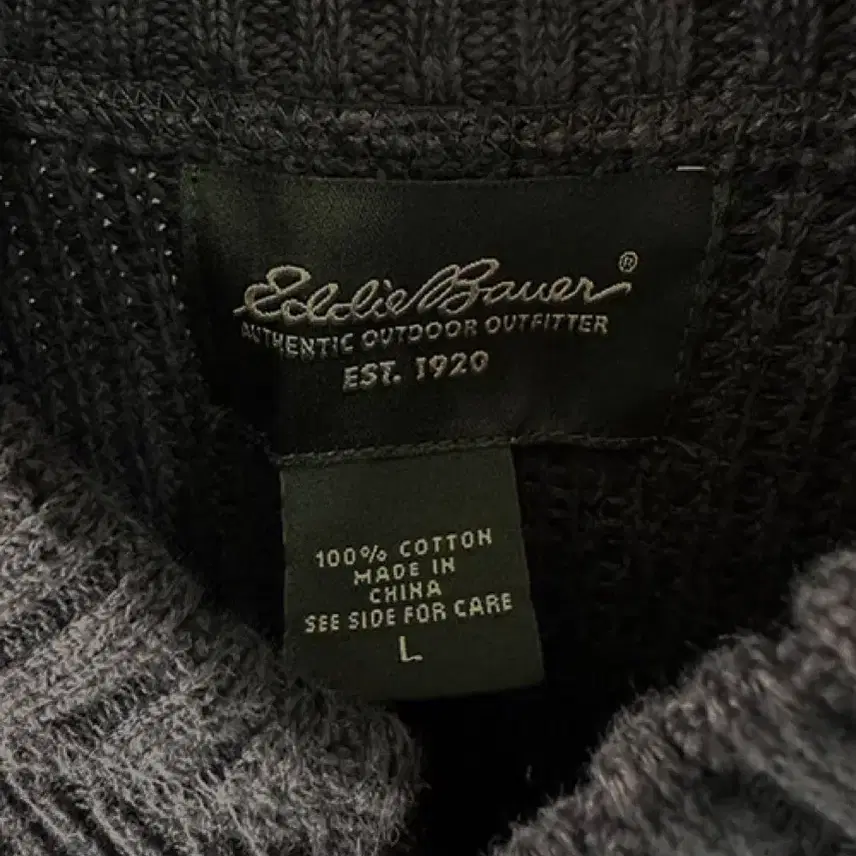 Eddie Bauer®
AUTHENTIC OUTDOOR OUTFITTER
EST. 1920
100% COTTON
MADE IN
CHINA
SEE SIDE FOR CARE
L